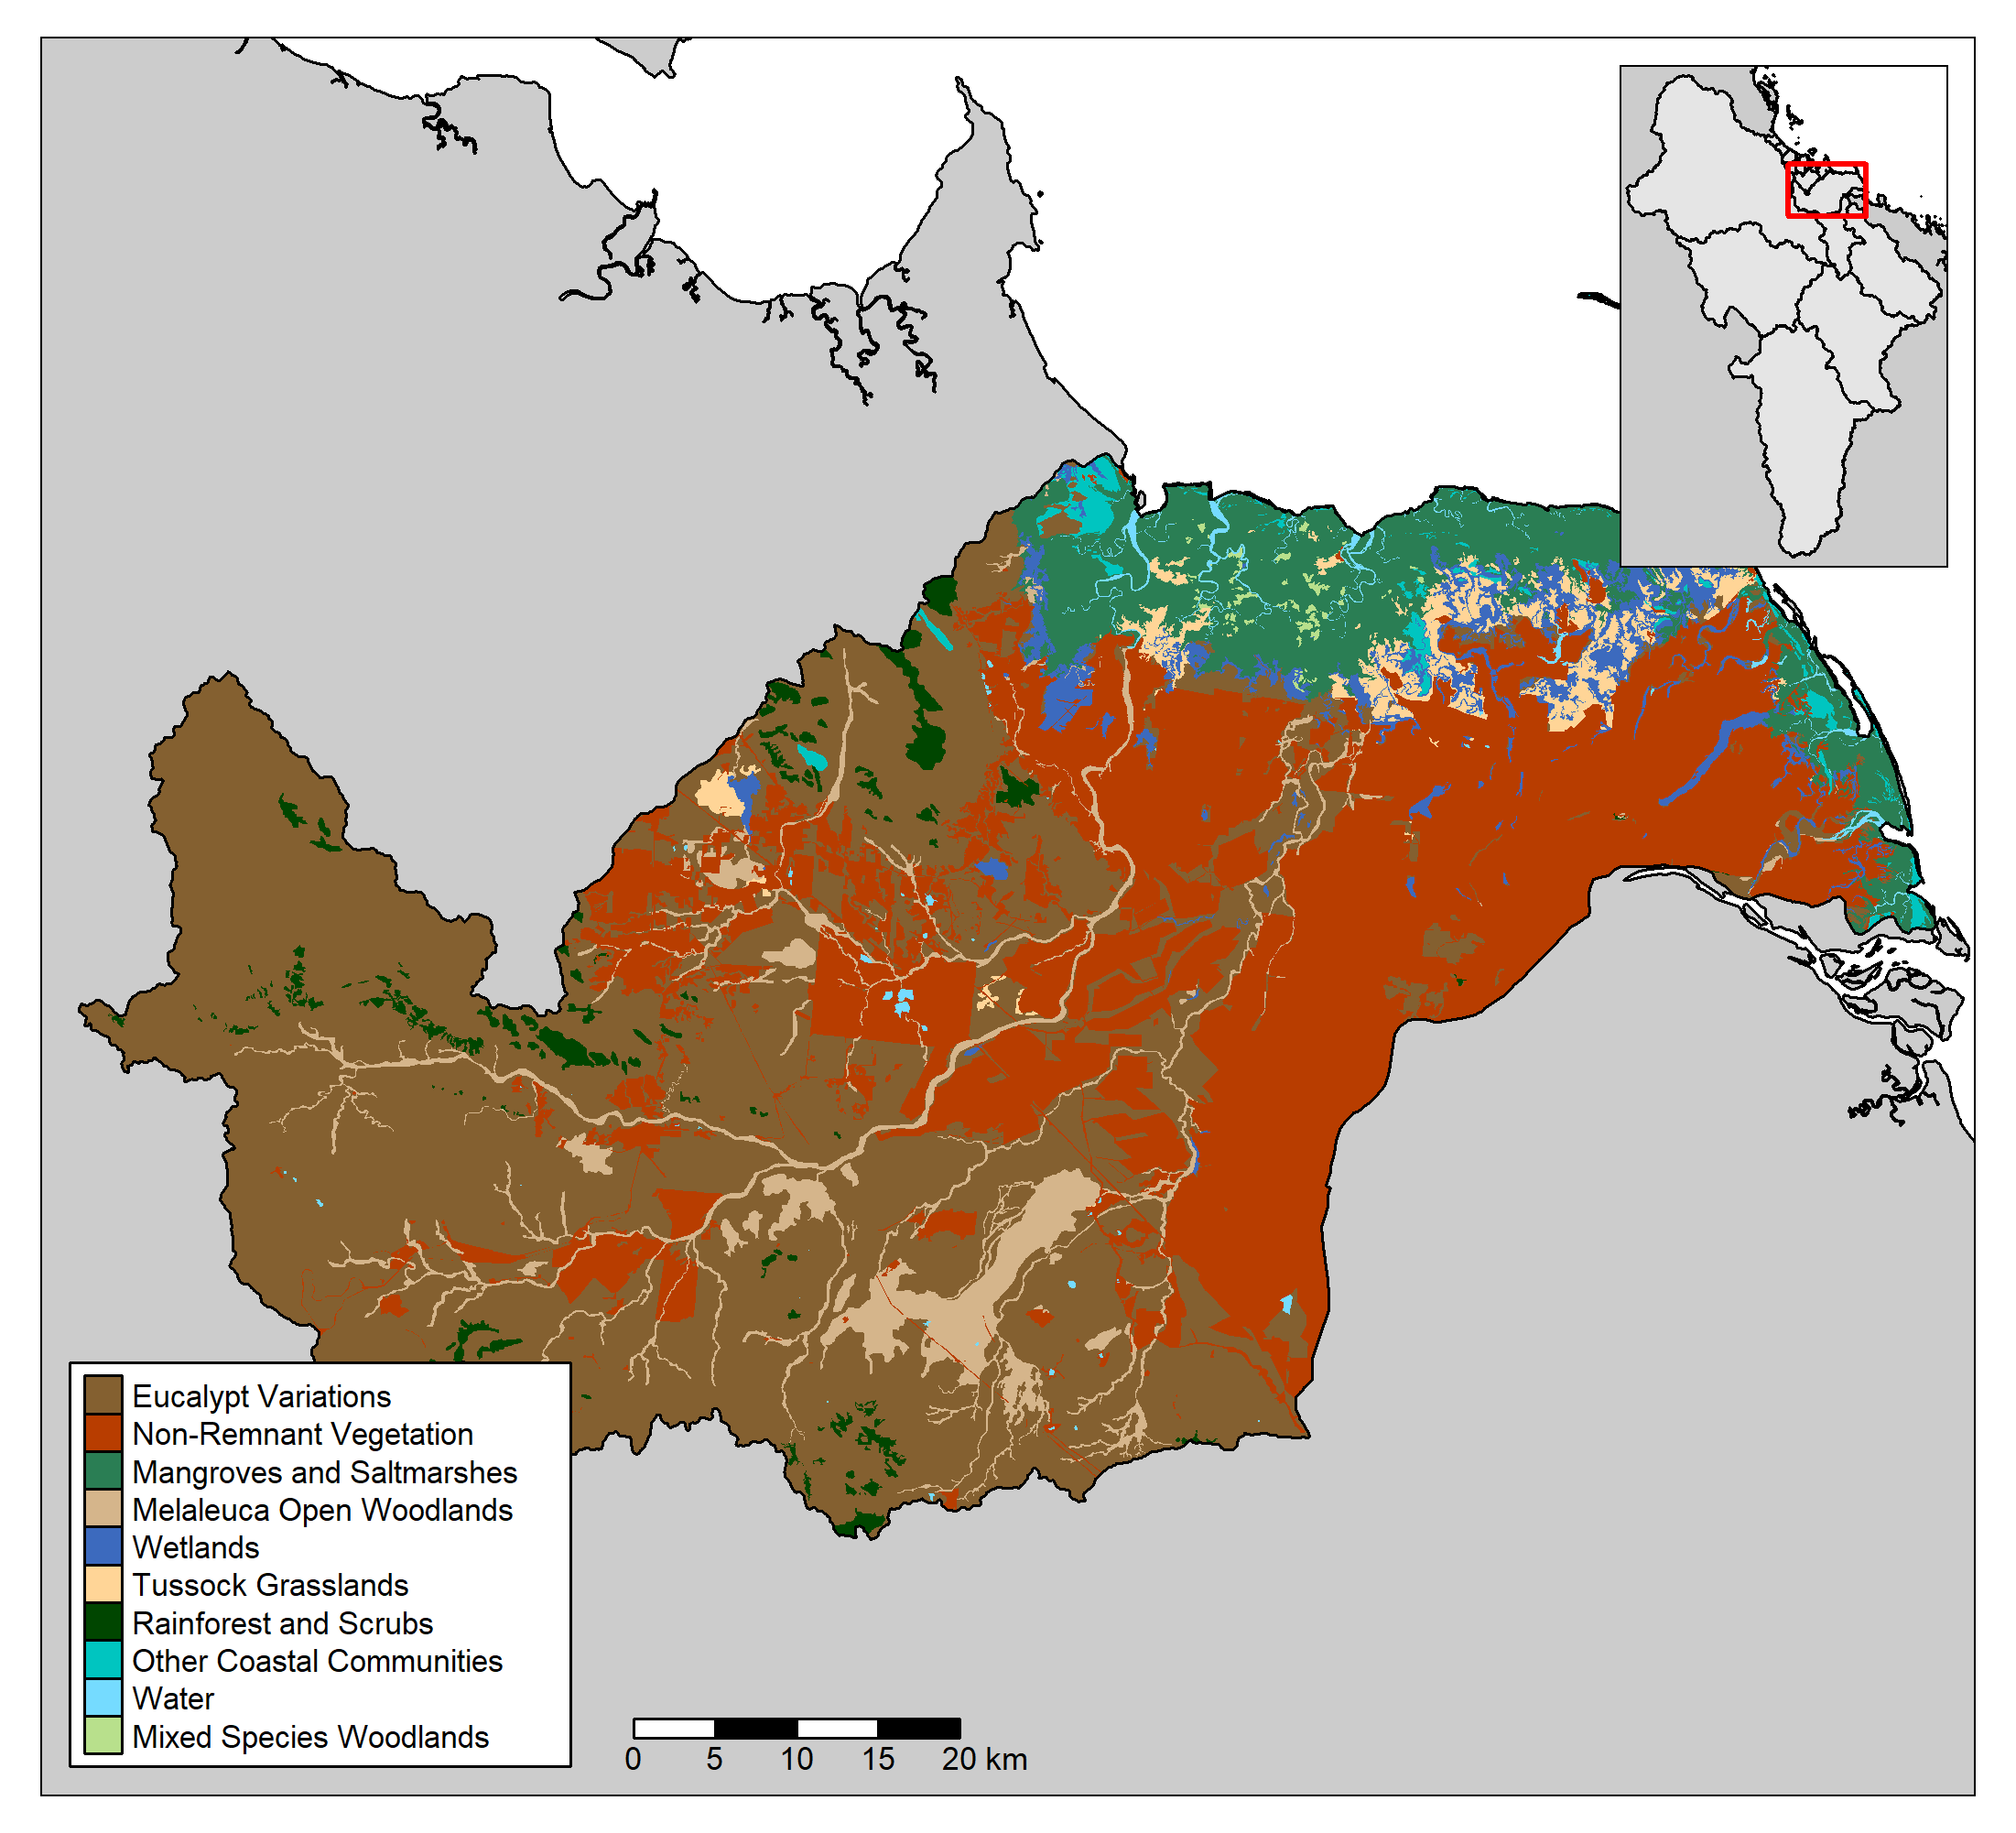 Eucalypt Variations
Non-Remnant Vegetation
Mangroves and Saltmarshes
Melaleuca Open Woodlands
Wetlands
Tussock Grasslands
Rainforest and Scrubs
Other Coastal Communities
Water
Mixed Species Woodlands
0 5 10 15 20 km